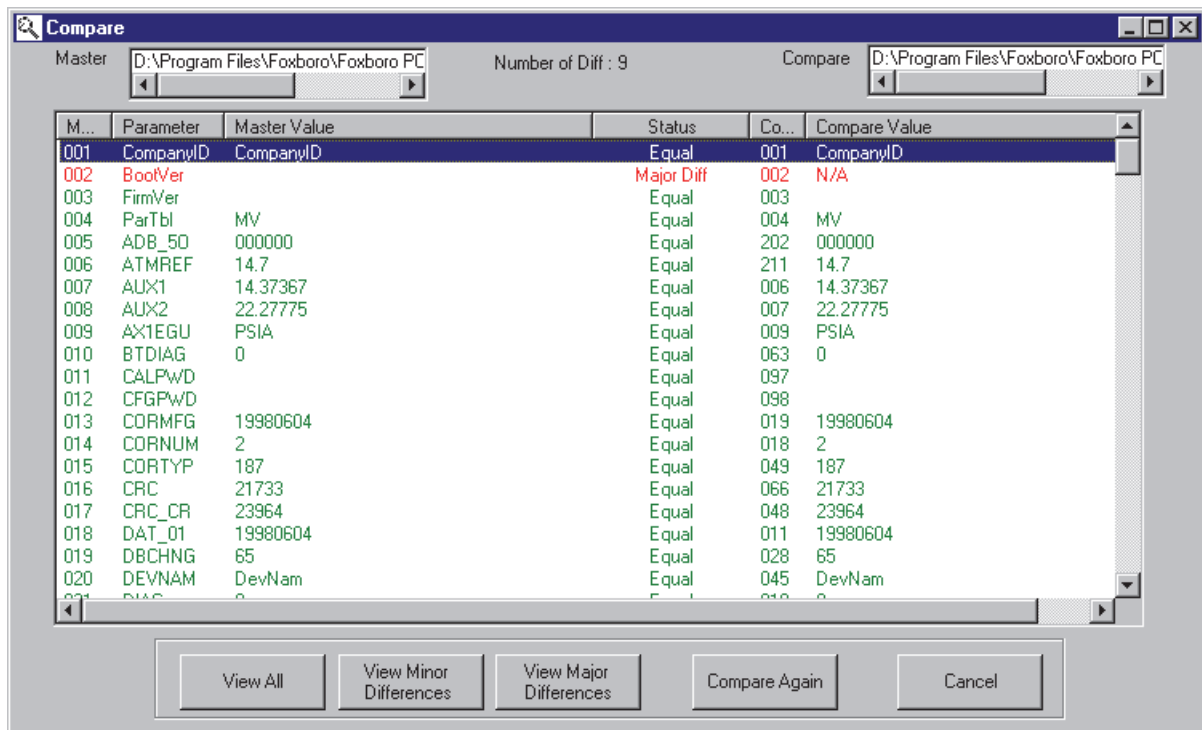 Compare
Master D:\Program Files\Foxboro\Foxboro PC Number of Diff : 9 Compare D:\Program Files\Foxboro\Foxboro PC
M... Parameter Master Value Status Co... Compare Value
001 CompanyID CompanyID Equal 001 CompanyID
002 BootVer Major Diff 002 N/A
003 FirmVer Equal 003
004 ParTbl MV Equal 004 MV
005 ADB_50 000000 Equal 202 000000
006 ATMREF 14.7 Equal 211 14.7
007 AUX1 14.37367 Equal 006 14.37367
008 AUX2 22.27775 Equal 007 22.27775
009 AX1EGU PSIA Equal 009 PSIA
010 BTDIAG 0 Equal 063 0
011 CALPWD Equal 097
012 CFGPWD Equal 098
013 CORMFG 19980604 Equal 019 19980604
014 CORNUM 2 Equal 018 2
015 CORTYP 187 Equal 049 187
016 CRC 21733 Equal 066 21733
017 CRC_CR 23964 Equal 048 23964
018 DAT_01 19980604 Equal 011 19980604
019 DBCHNG 65 Equal 028 65
020 DEVNAM DevNam Equal 045 DevNam
View All View Minor Differences View Major Differences Compare Again Cancel